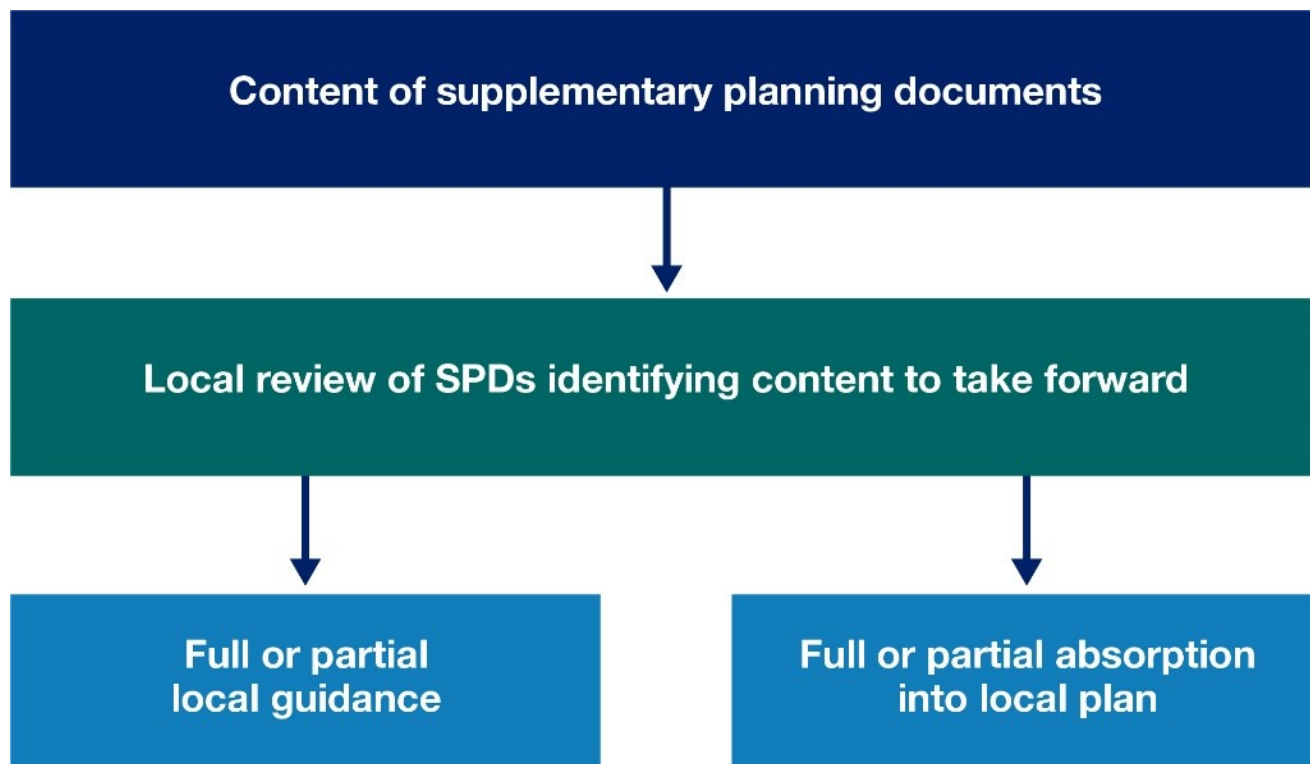 Content of supplementary planning documents
Local review of SPDs identifying content to take forward
Full or partial
local guidance
Full or partial absorption
into local plan